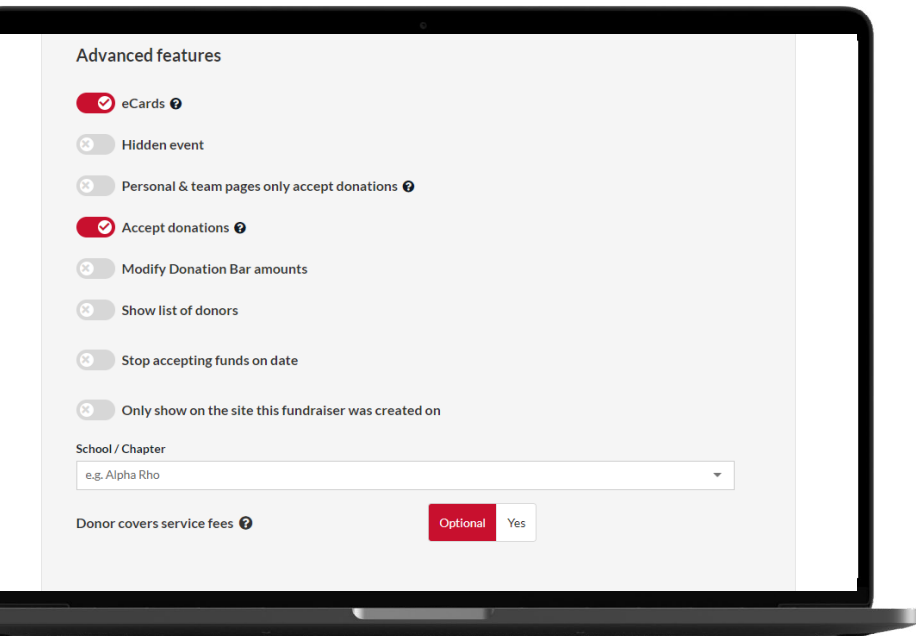 Advanced features
eCards ?
Hidden event
Personal & team pages only accept donations ?
Accept donations ?
Modify Donation Bar amounts
Show list of donors
Stop accepting funds on date
Only show on the site this fundraiser was created on
School / Chapter
e.g. Alpha Rho
Donor covers service fees ? Optional Yes